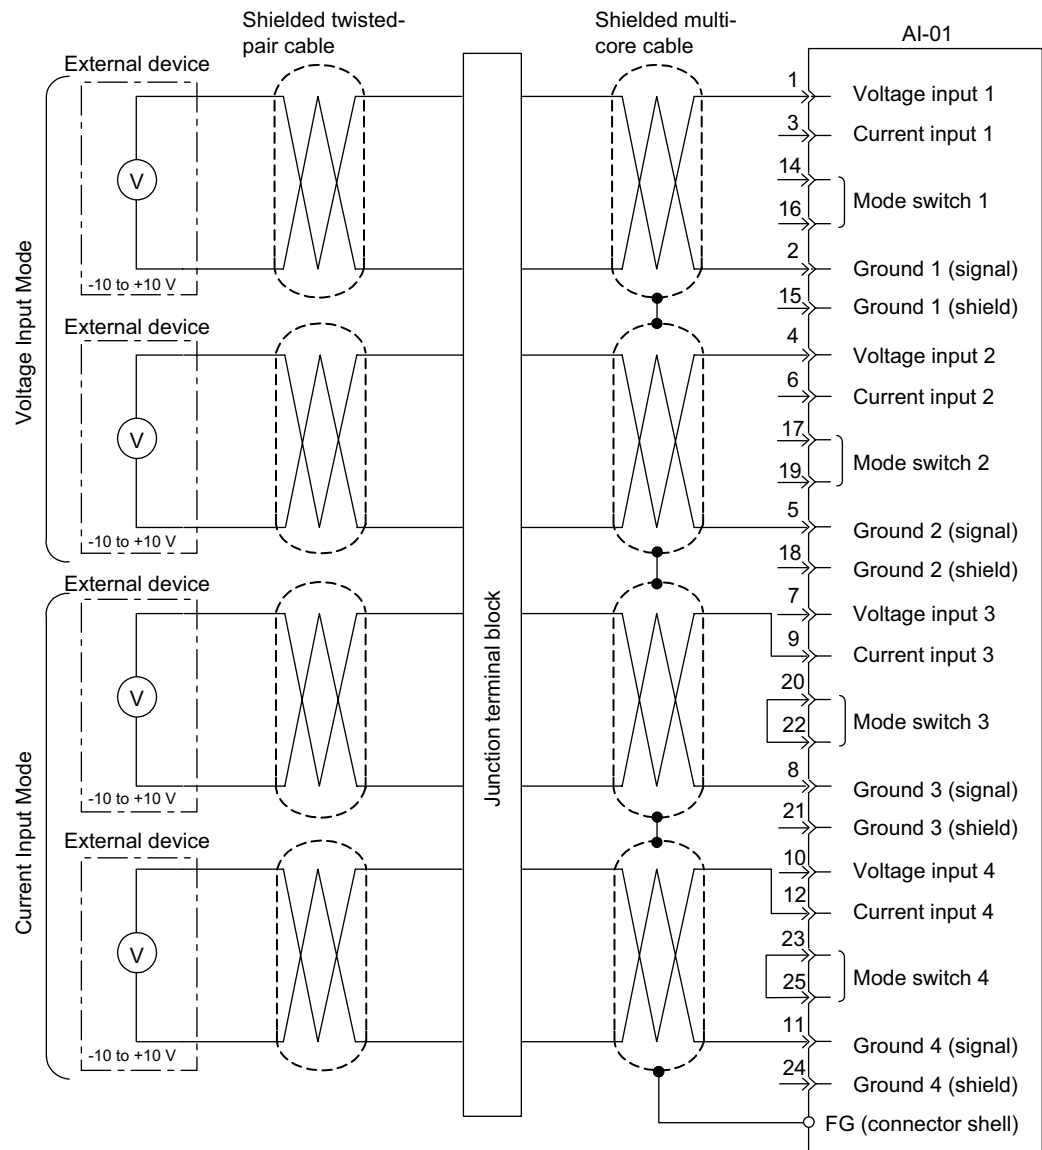 Shielded twisted-
pair cable
Shielded multi-
core cable
AI-01
External device
V
-10 to +10 V
External device
V
-10 to +10 V
External device
V
-10 to +10 V
External device
V
-10 to +10 V
Voltage Input Mode
Current Input Mode
Junction terminal block
1 Voltage input 1
3 Current input 1
14
Mode switch 1
16
2 Ground 1 (signal)
15 Ground 1 (shield)
4 Voltage input 2
6 Current input 2
17
Mode switch 2
19
5 Ground 2 (signal)
18 Ground 2 (shield)
7 Voltage input 3
9 Current input 3
20
Mode switch 3
22
8 Ground 3 (signal)
21 Ground 3 (shield)
10 Voltage input 4
12 Current input 4
23
Mode switch 4
25
11 Ground 4 (signal)
24 Ground 4 (shield)
FG (connector shell)